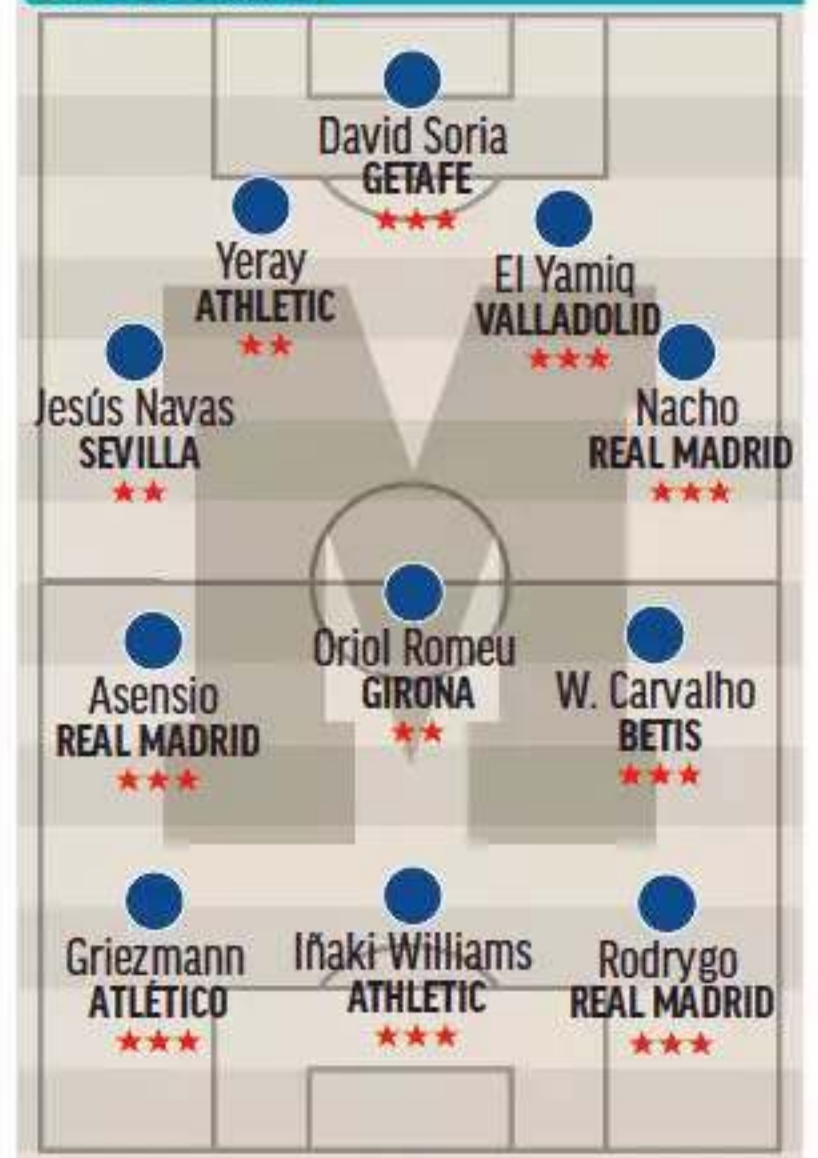 David Soria
GETAFE
★★★
Yeray
ATHLETIC
★★
El Yamiq
VALLADOLID
★★★
Jesús Navas
SEVILLA
★★
Nacho
REAL MADRID
★★★
Asensio
REAL MADRID
★★★
Oriol Romeu
GIRONA
★★
W. Carvalho
BETIS
★★★
Griezmann
ATLÉTICO
★★★
Iñaki Williams
ATHLETIC
★★★
Rodrygo
REAL MADRID
★★★